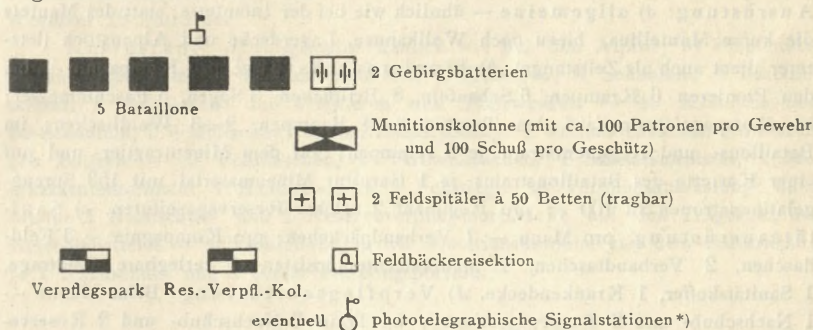 2 Gebirgsbatterien
5 Bataillone
Munitionskolonne (mit ca. 100 Patronen pro Gewehr
und 100 Schuß pro Geschütz)
2 Feldspitäler à 50 Betten (tragbar)
Feldbäckereisektion
Verpflegspark Res.-Verpfl.-Kol.
eventuell phototelegraphische Signalstationen *)